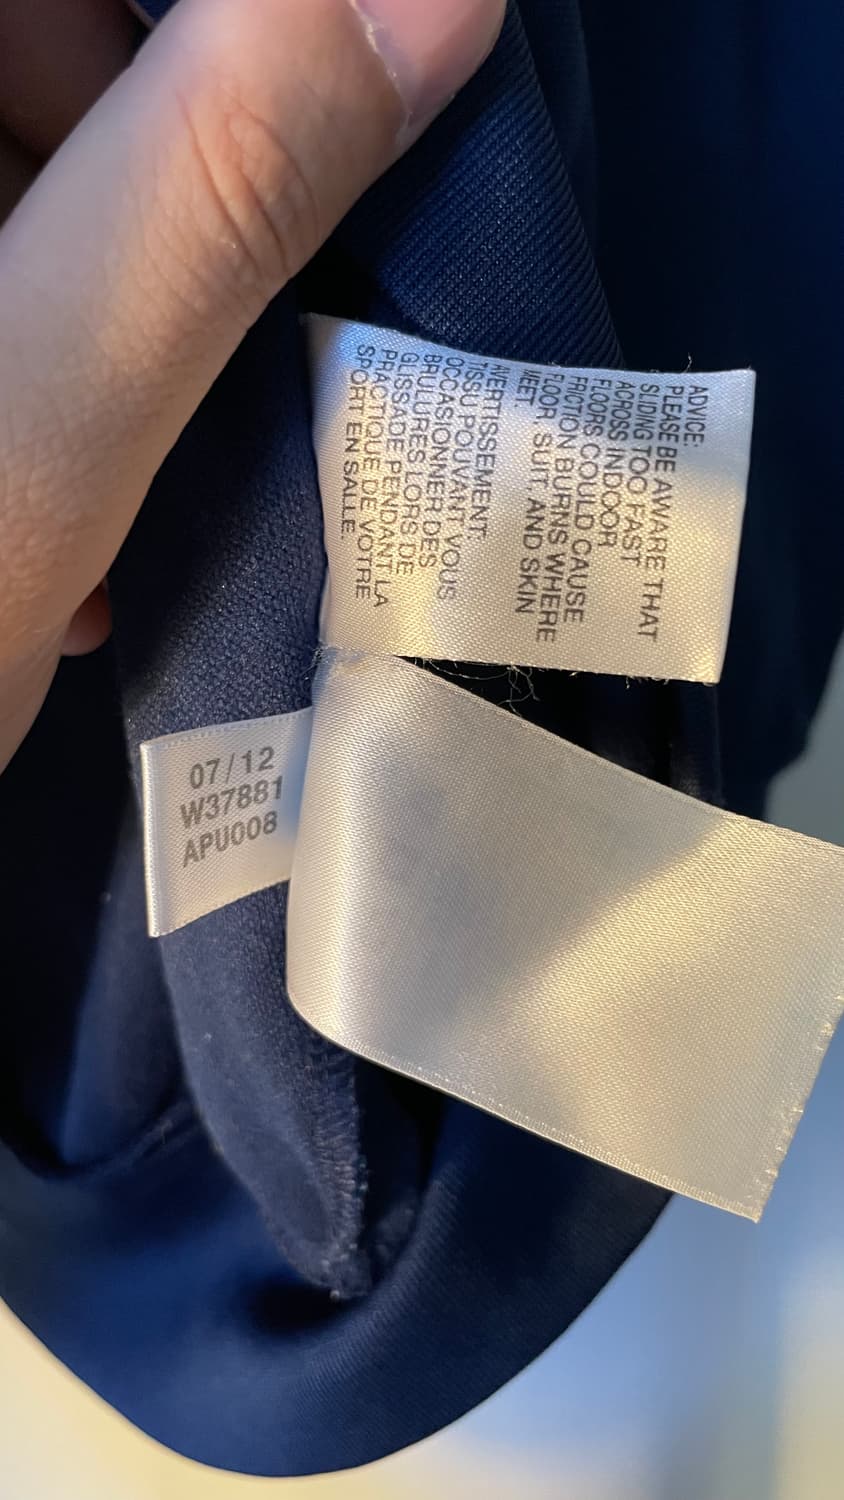 ADVICE:
PLEASE BE AWARE THAT
SLIDING TOO FAST
ACROSS INDOOR
FLOORS COULD CAUSE
FRICTION BURNS WHERE
FLOOR, SUIT, AND SKIN
MEET.
AVERTISSEMENT.
TISSU POUVANT VOUS
OCCASIONNER DES
BRULURES LORS DE
GLISSADE PENDANT LA
PRACTIQUE DE VOTRE
SPORT EN SALLE.
07/12
W37881
APU008